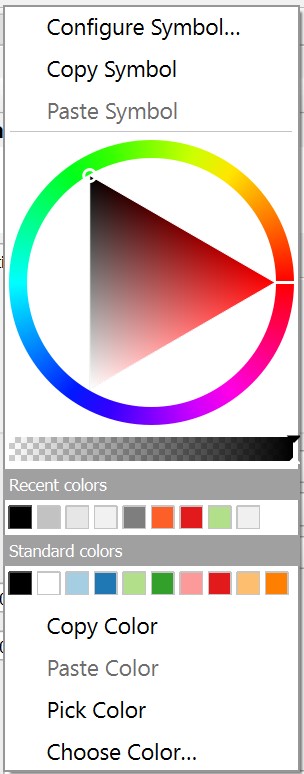 Configure Symbol...
Copy Symbol
Paste Symbol
Recent colors
Standard colors
Copy Color
Paste Color
Pick Color
Choose Color...